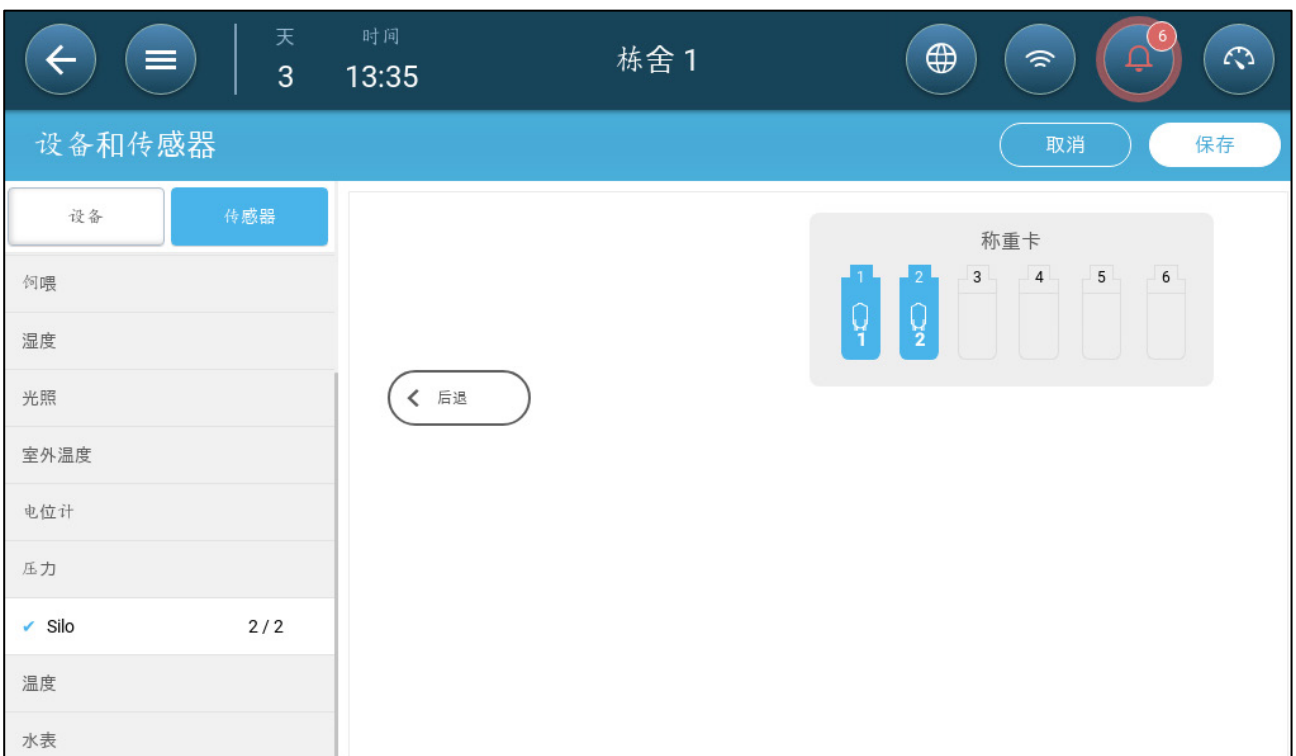 天 时间 栋舍 1 6
3 13:35
设备和传感器 取消 保存
设备 传感器
饲喂
湿度
光照
室外温度
电位计
压力
✔ Silo 2 / 2
温度
水表
称重卡
1 2 3 4 5 6
1 2
后退